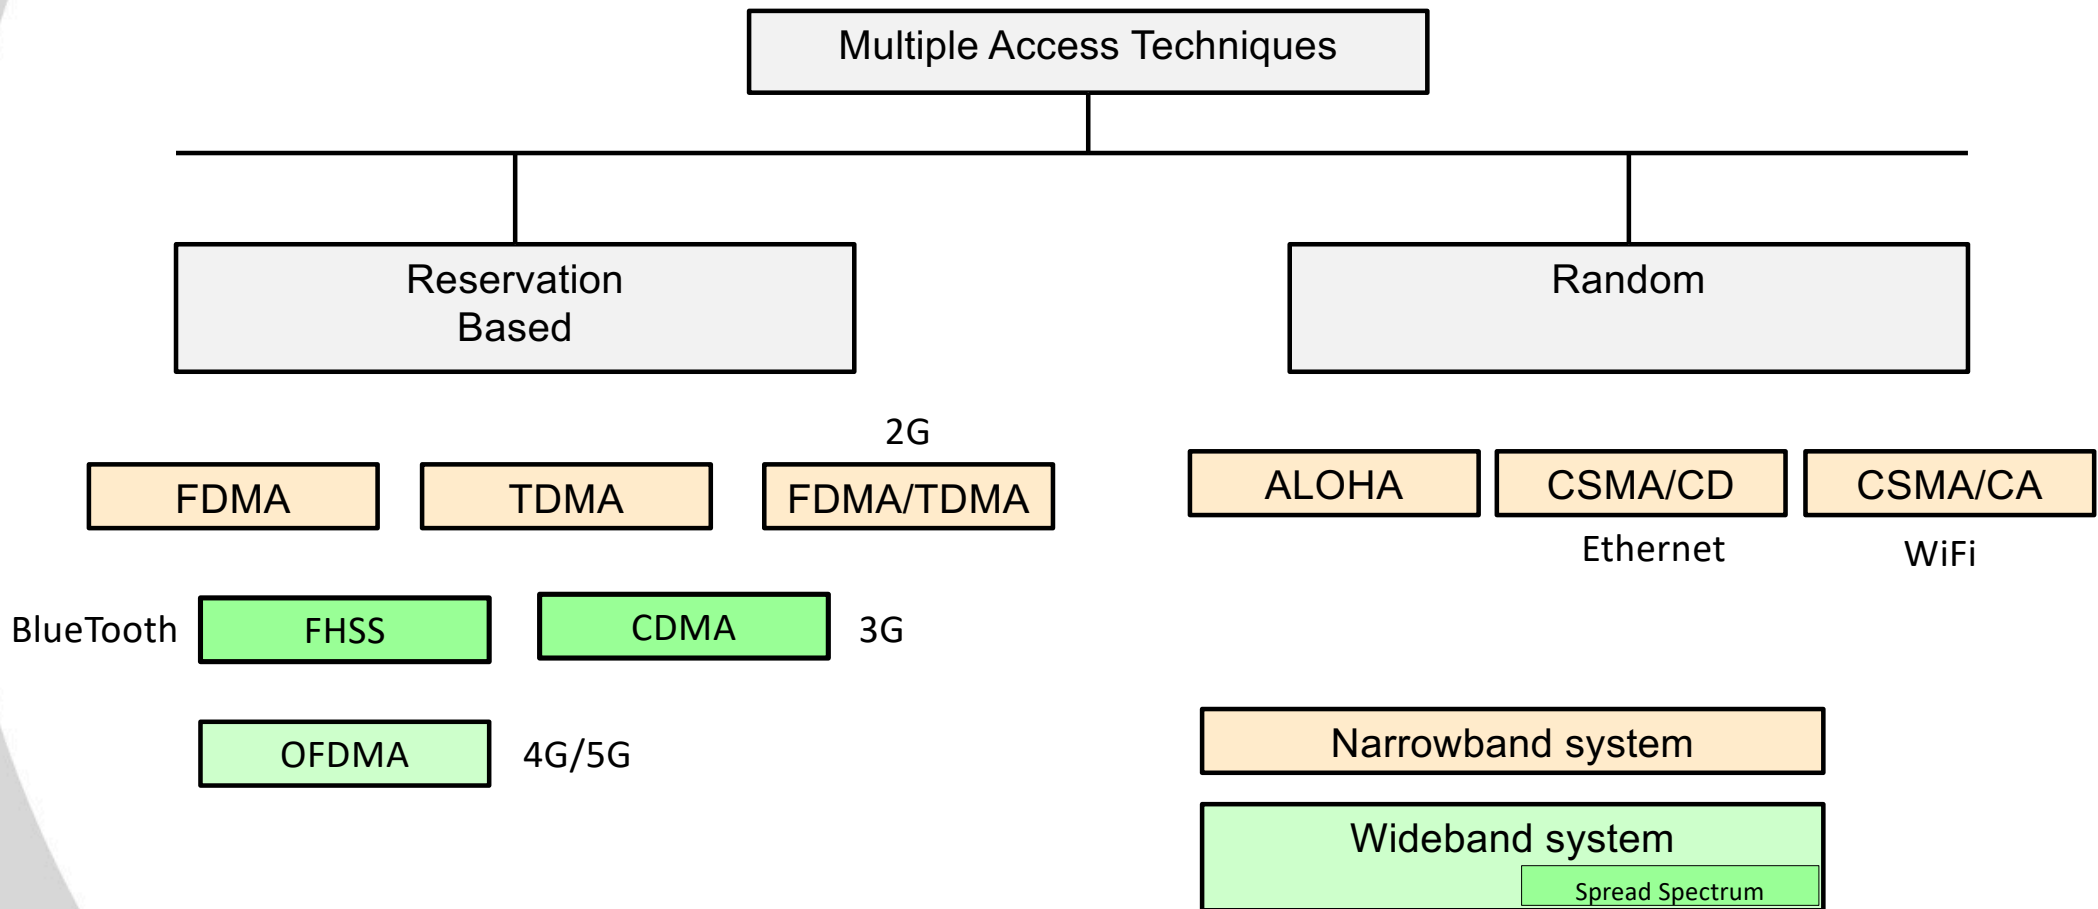 Multiple Access Techniques
Reservation
Based
Random
2G
FDMA
TDMA
FDMA/TDMA
ALOHA
CSMA/CD
CSMA/CA
Ethernet
WiFi
BlueTooth
FHSS
CDMA
3G
OFDMA
4G/5G
Narrowband system
Wideband system
Spread Spectrum